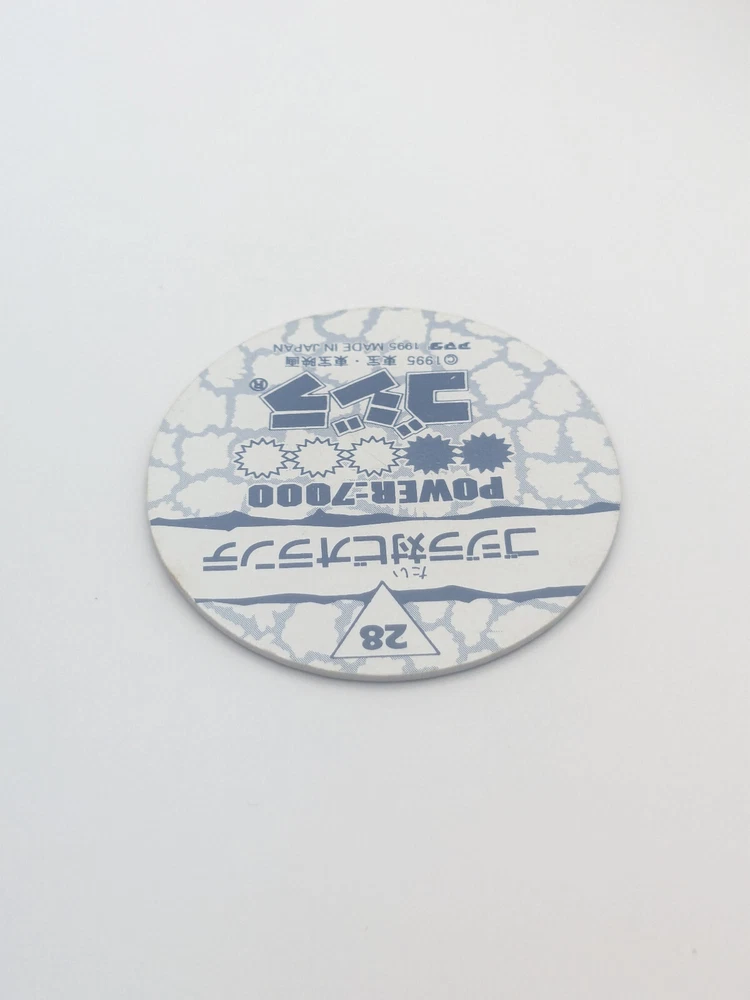 28
たい
ゴジラ対ビオランテ
POWER=7000
ゴジラ®
©1995 東宝・東宝映画
アマダ 1995 MADE IN JAPAN